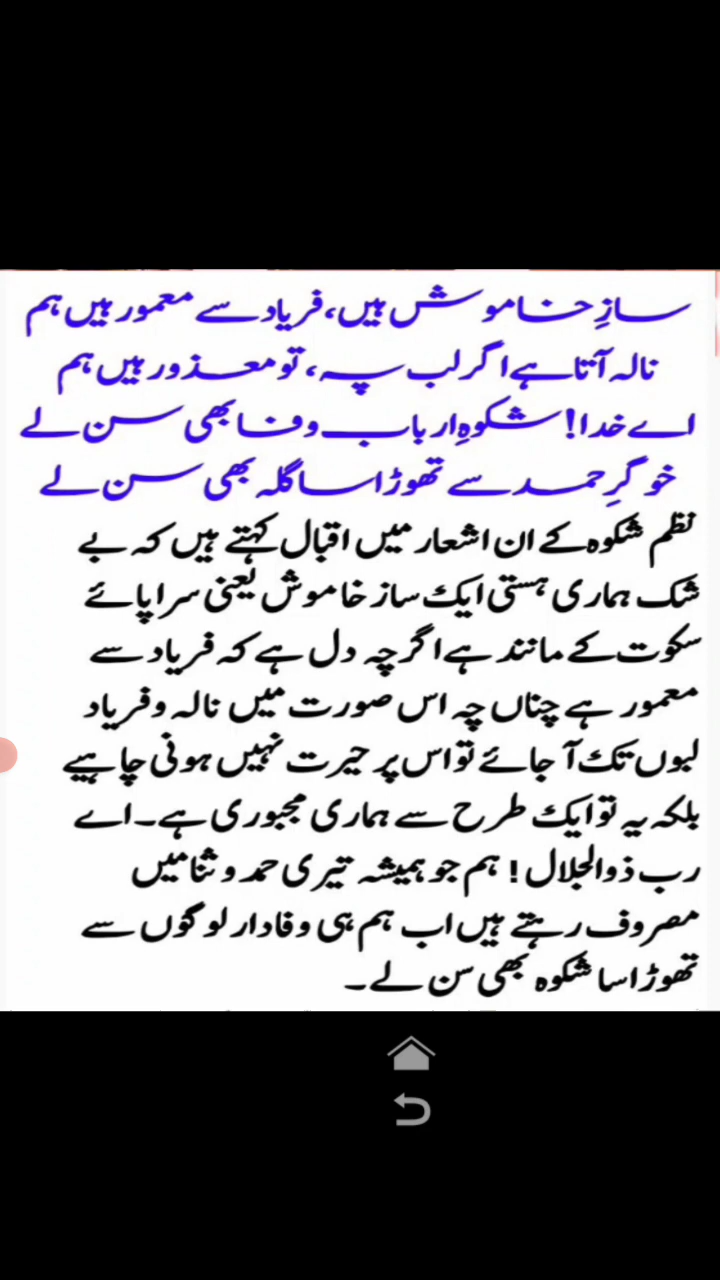 سازِ خاموش ہیں، فریاد سے معمور ہیں ہم
نالہ آتا ہے اگر لب پہ، تو معذور ہیں ہم
اے خدا! شکوہِ اربابِ وفا بھی سن لے
خوگرِ حمد سے تھوڑا سا گلہ بھی سن لے
نظم شکوہ کے ان اشعار میں اقبال کہتے ہیں کہ بے
شک ہماری ہستی ایک ساز خاموش یعنی سراپائے
سکوت کے مانند ہے اگرچہ دل ہے کہ فریاد سے
معمور ہے چناں چہ اس صورت میں نالہ و فریاد
لبوں تک آ جائے تو اس پر حیرت نہیں ہونی چاہیے
بلکہ یہ تو ایک طرح سے ہماری مجبوری ہے۔ اے
رب ذوالجلال! ہم جو ہمیشہ تیری حمد و ثنا میں
مصروف رہتے ہیں اب ہم ہی وفادار لوگوں سے
تھوڑا سا شکوہ بھی سن لے۔